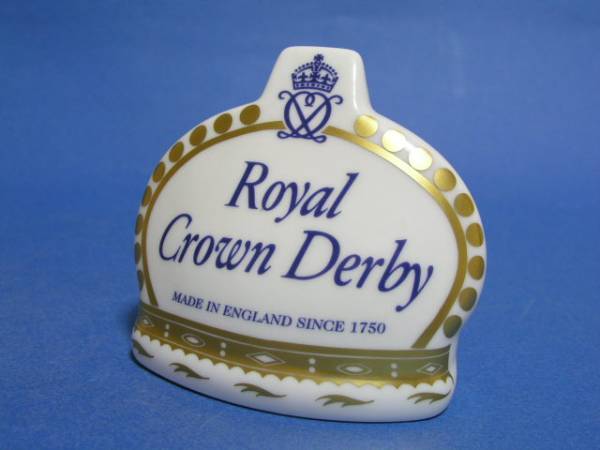 Royal
Crown Derby
MADE IN ENGLAND SINCE 1750